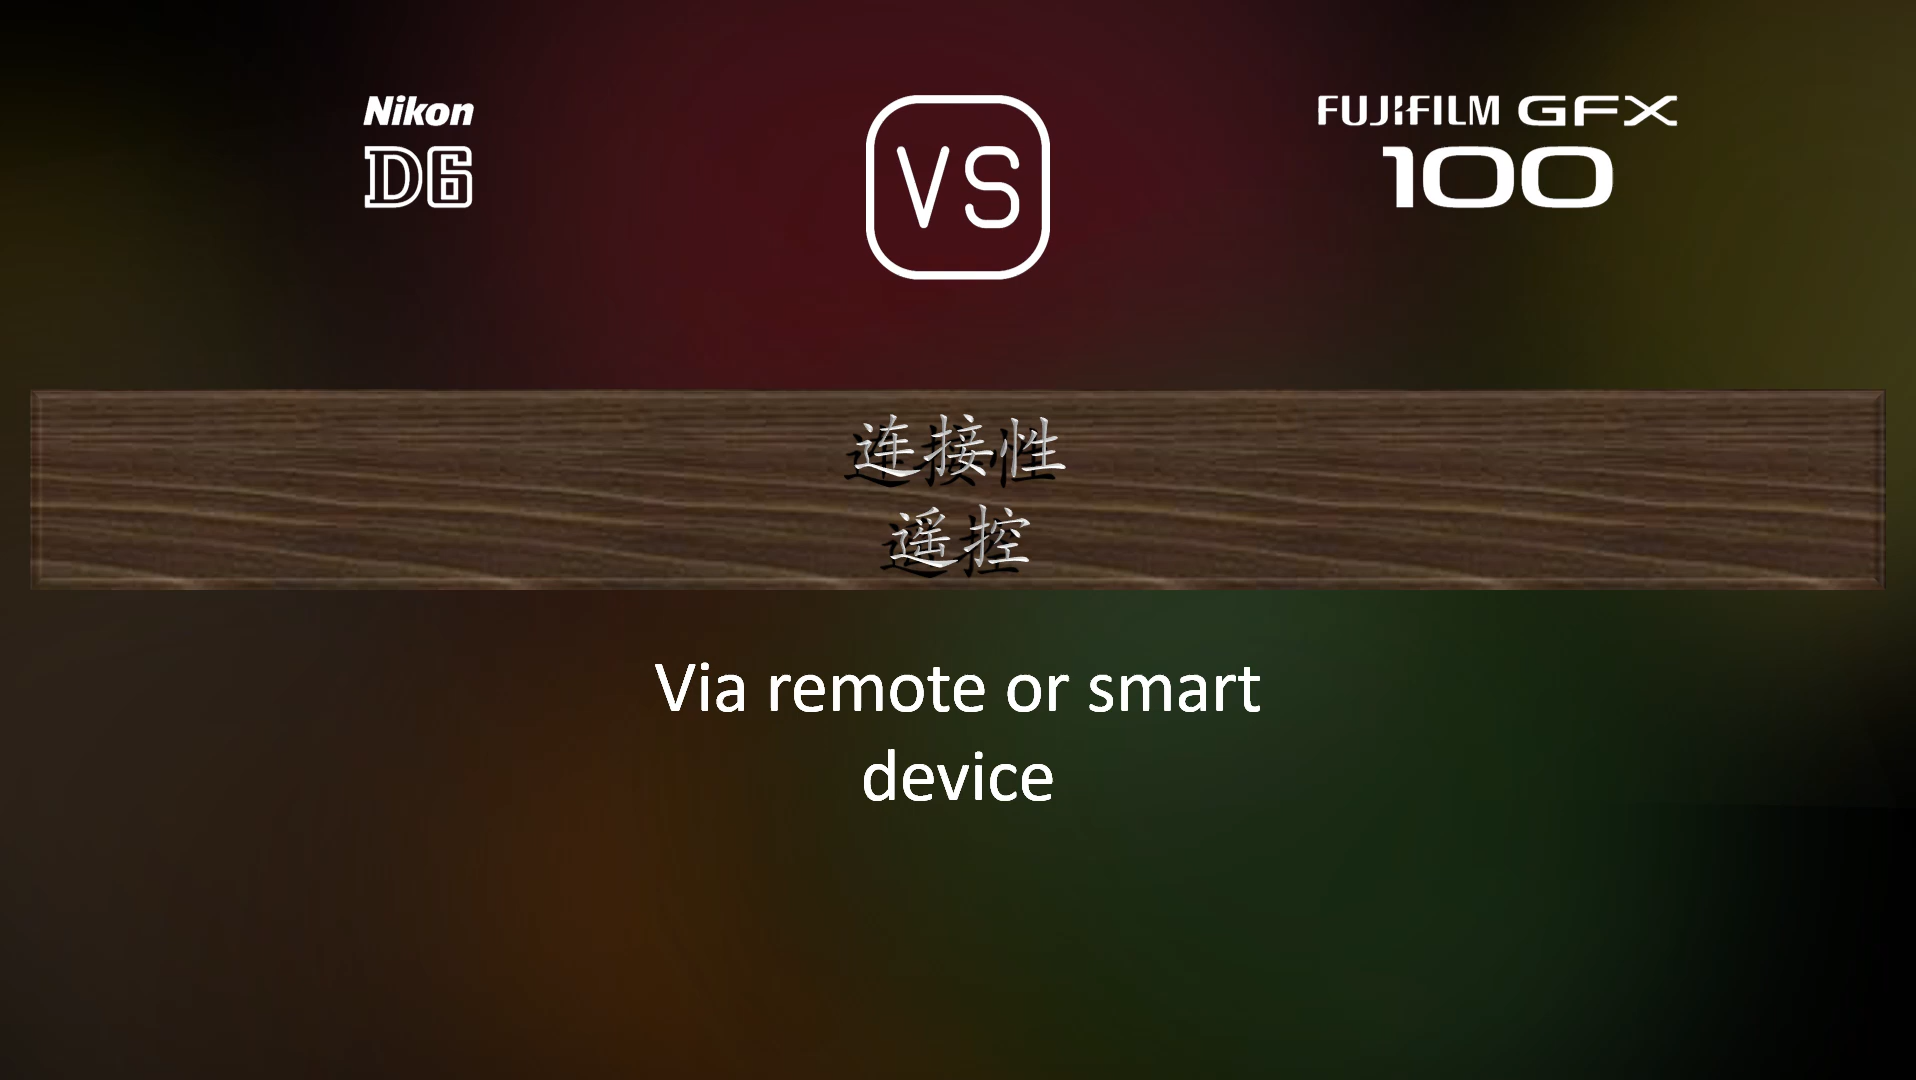 Nikon
D6
VS
FUJIFILM GFX
100
连接性
遥控
Via remote or smart
device